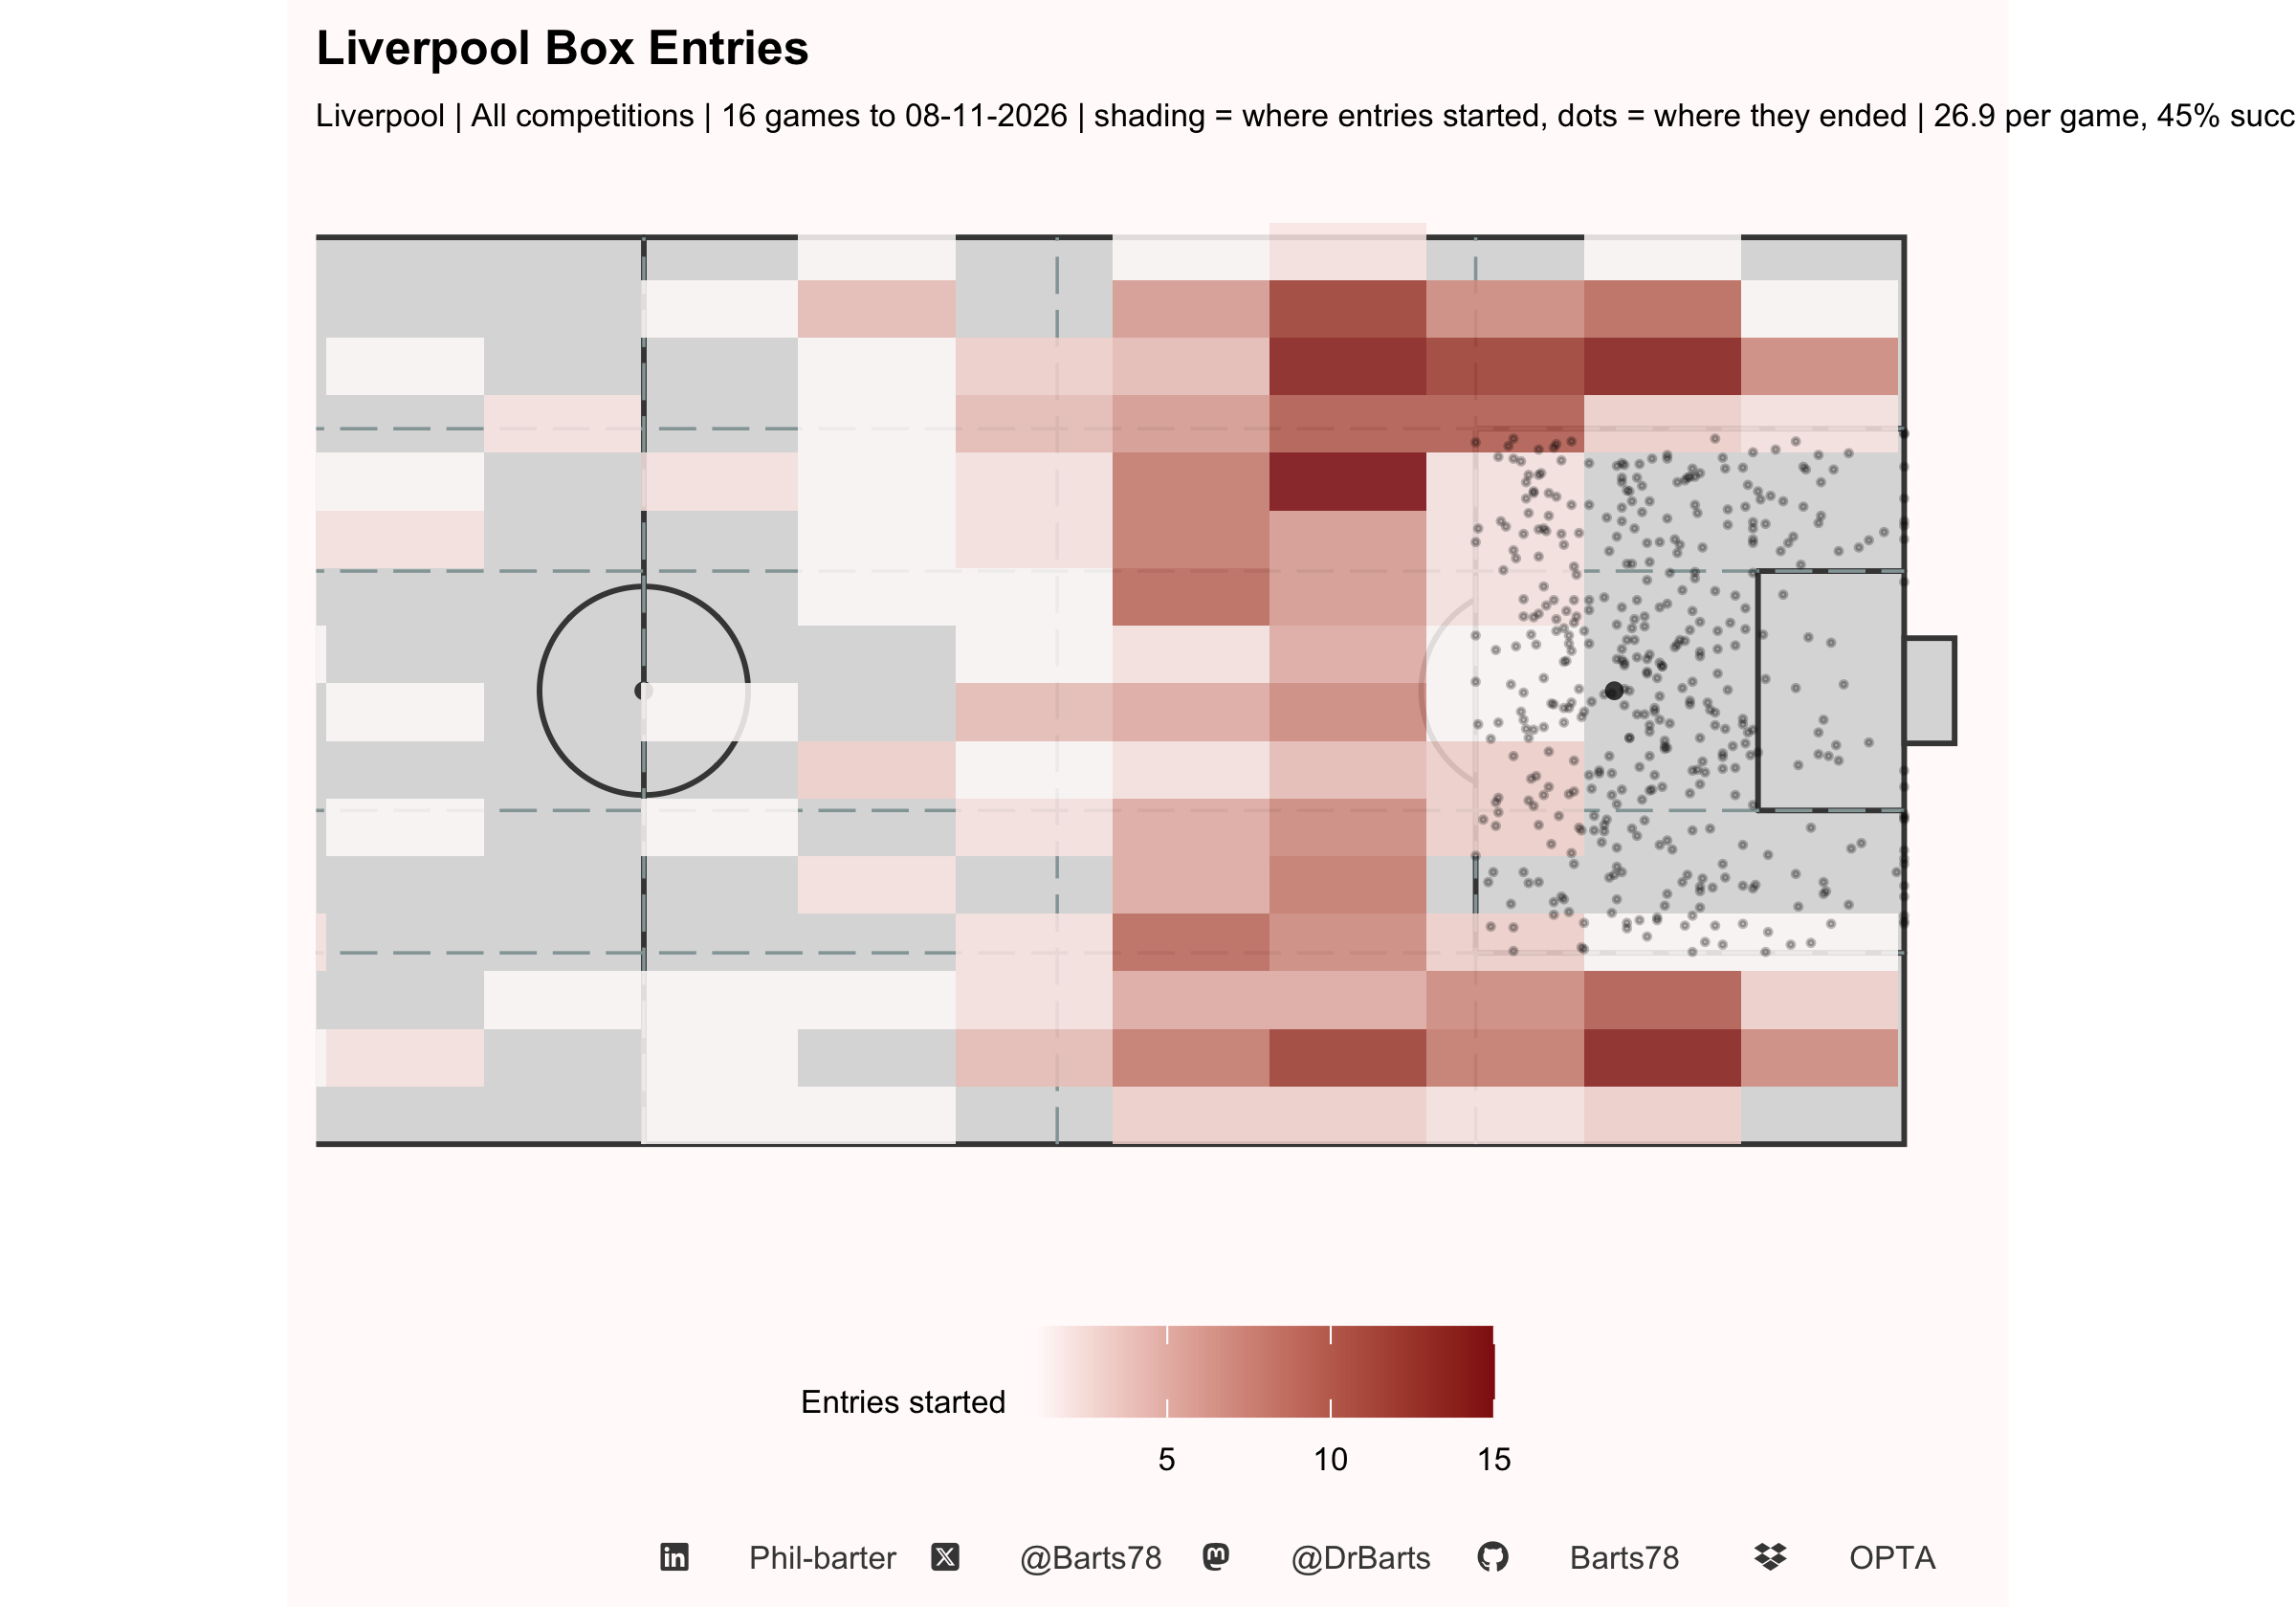 Liverpool Box Entries
Liverpool | All competitions | 16 games to 08-11-2026 | shading = where entries started, dots = where they ended | 26.9 per game, 45% succ
Entries started
5 10 15
Phil-barter @Barts78 @DrBarts Barts78 OPTA